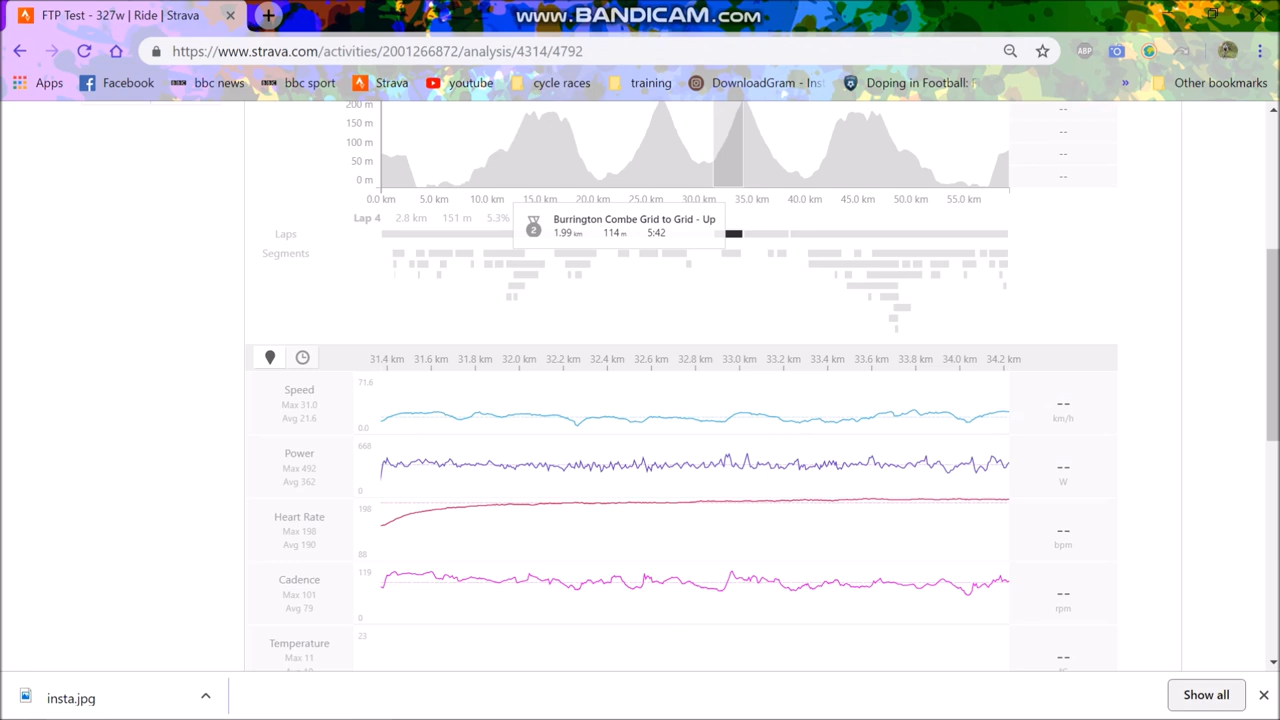 FTP Test - 327w | Ride | Strava
www.BANDICAM.com
https://www.strava.com/activities/2001266872/analysis/4314/4792
ABP
Apps Facebook bbc news bbc sport Strava youtube cycle races training DownloadGram - Inst Doping in Football: » Other bookmarks
200 m
150 m
100 m
50 m
0 m
--
--
--
--
0.0 km 5.0 km 10.0 km 15.0 km 20.0 km 25.0 km 30.0 km 35.0 km 40.0 km 45.0 km 50.0 km 55.0 km
Lap 4 2.8 km 151 m 5.3%
2
Burrington Combe Grid to Grid - Up
1.99 km 114 m 5:42
Laps
Segments
31.4 km 31.6 km 31.8 km 32.0 km 32.2 km 32.4 km 32.6 km 32.8 km 33.0 km 33.2 km 33.4 km 33.6 km 33.8 km 34.0 km 34.2 km
Speed
Max 31.0
Avg 21.6
71.6
0.0
--
km/h
Power
Max 492
Avg 362
668
0
--
W
Heart Rate
Max 198
Avg 190
198
88
--
bpm
Cadence
Max 101
Avg 79
119
0
--
rpm
Temperature
Max 11
23
--
insta.jpg
Show all